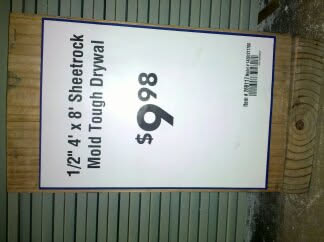 1/2" 4' x 8' Sheetrock
Mold Tough Drywal
$9.98